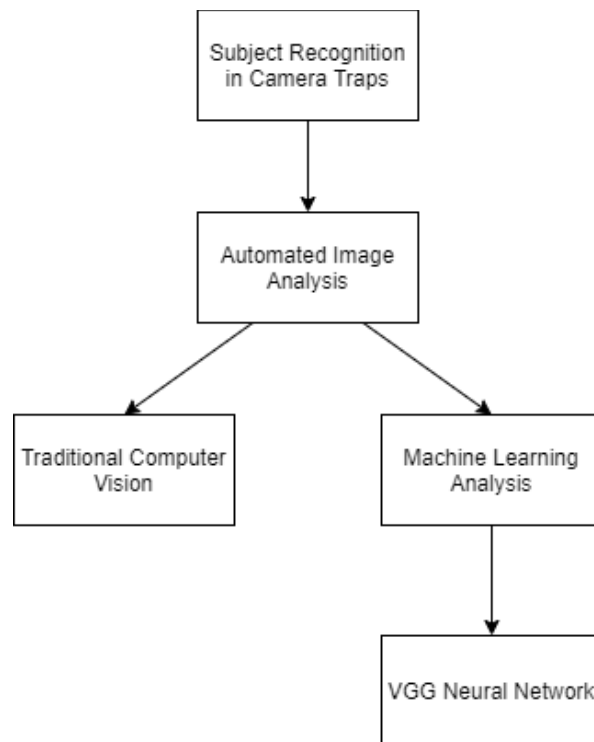 Subject Recognition
in Camera Traps
Automated Image
Analysis
Traditional Computer
Vision
Machine Learning
Analysis
VGG Neural Network